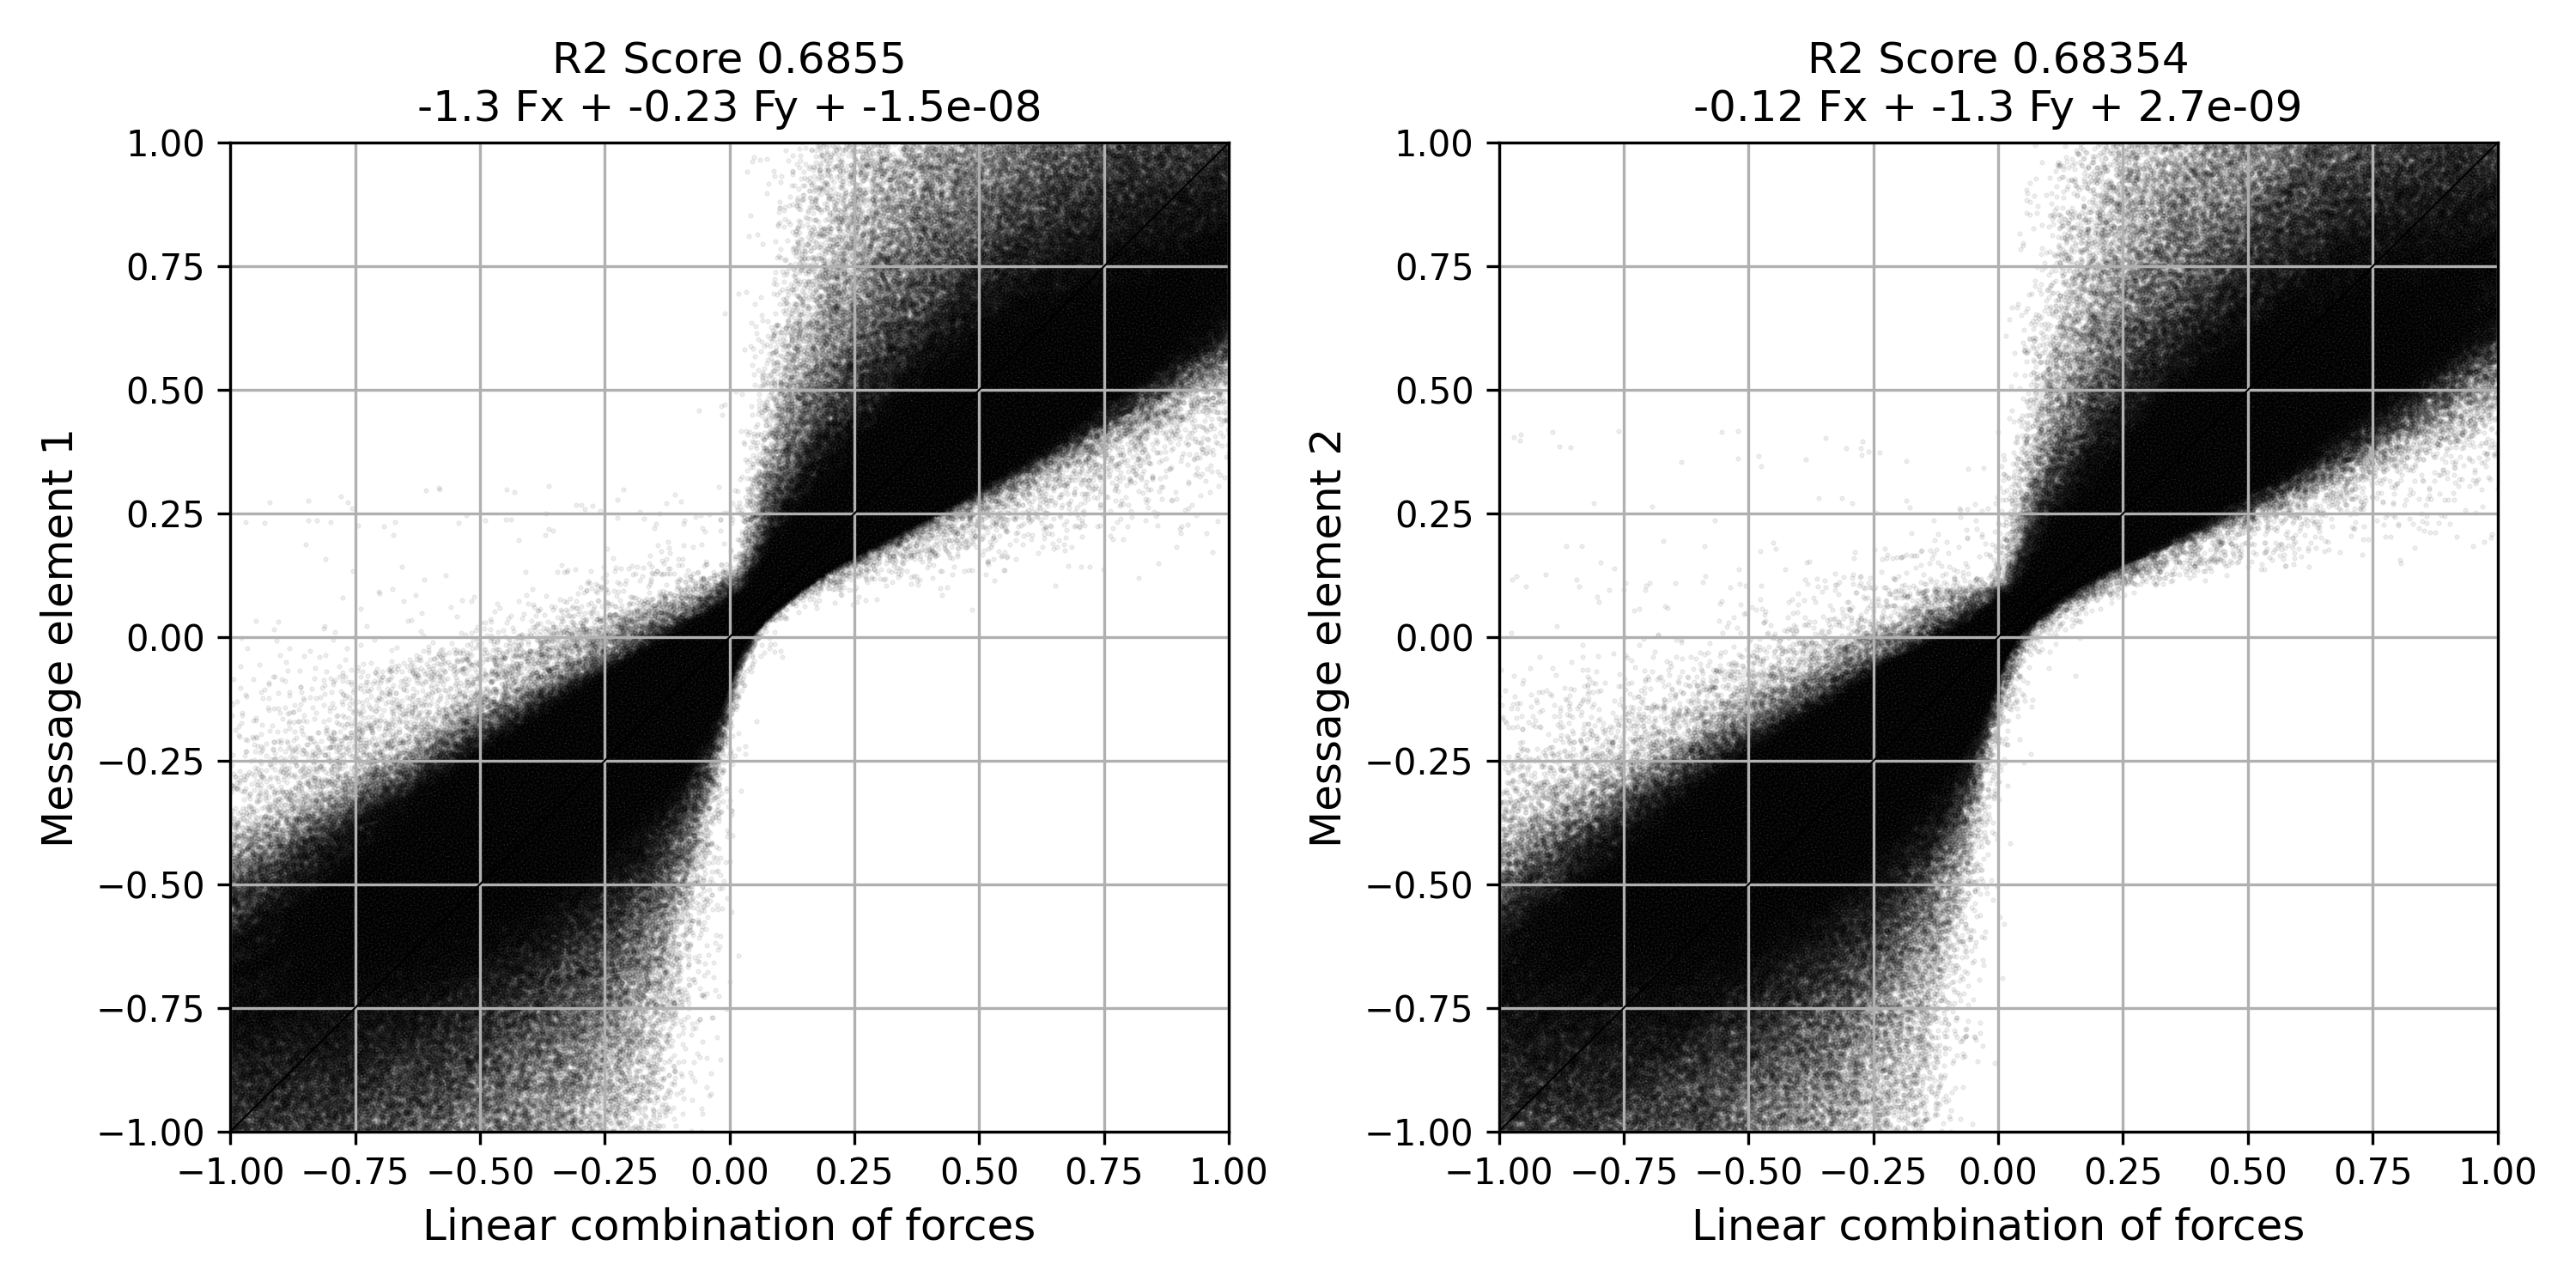 R2 Score 0.6855
-1.3 Fx + -0.23 Fy + -1.5e-08
1.00
0.75
0.50
0.25
0.00
−0.25
−0.50
−0.75
−1.00
Message element 1
−1.00 −0.75 −0.50 −0.25 0.00 0.25 0.50 0.75 1.00
Linear combination of forces
R2 Score 0.68354
-0.12 Fx + -1.3 Fy + 2.7e-09
1.00
0.75
0.50
0.25
0.00
−0.25
−0.50
−0.75
−1.00
Message element 2
−1.00 −0.75 −0.50 −0.25 0.00 0.25 0.50 0.75 1.00
Linear combination of forces